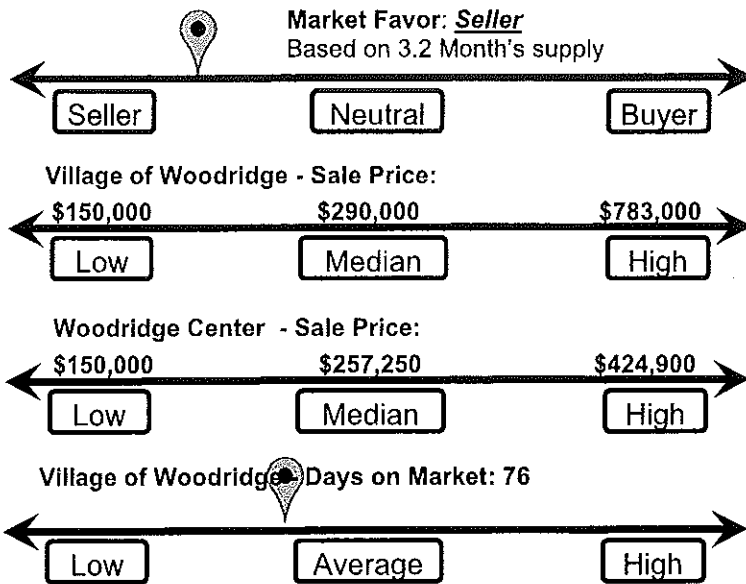 Market Favor: Seller
Based on 3.2 Month's supply
Seller Neutral Buyer
Village of Woodridge - Sale Price:
$150,000 $290,000 $783,000
Low Median High
Woodridge Center - Sale Price:
$150,000 $257,250 $424,900
Low Median High
Village of Woodridge - Days on Market: 76
Low Average High